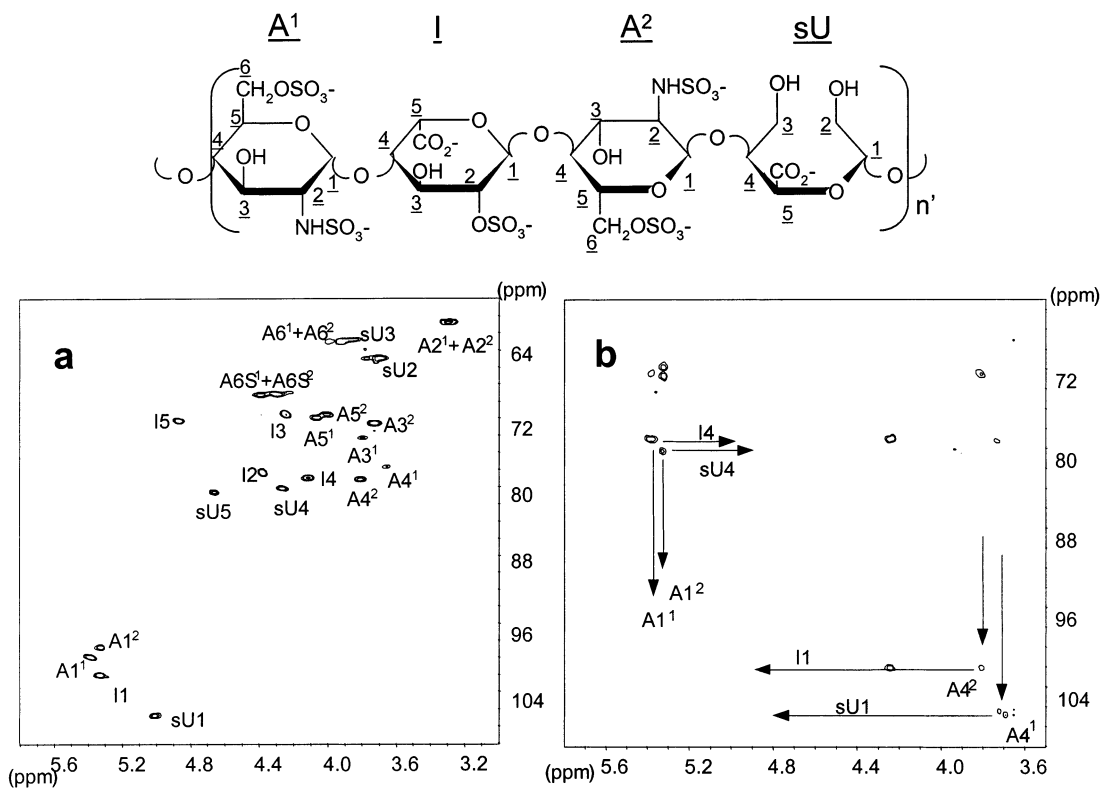 A¹ I A² sU
6
CH₂OSO₃-
5 O
4
OH
1
O
3 2
NHSO₃-
5
O
CO₂-
4
OH
2
1
3
OSO₃-
O
NHSO₃-
3
2
OH
4
O 1
5
6 CH₂OSO₃-
O
OH OH
3 2
1
CO₂-
4
O
5
O
n'
(ppm)
a
A6¹+A6² sU3
A2¹+A2²
sU2
A6S¹+A6S²
I5
I3
A5²
A5¹
A3²
A3¹
I2 I4
A4¹
A4²
sU5 sU4
A1²
A1¹
I1
sU1
64
72
80
88
96
104
(ppm) 5.6 5.2 4.8 4.4 4.0 3.6 3.2
(ppm)
b
I4
sU4
A1²
A1¹
I1
A4²
sU1
A4¹
72
80
88
96
104
(ppm) 5.6 5.2 4.8 4.4 4.0 3.6